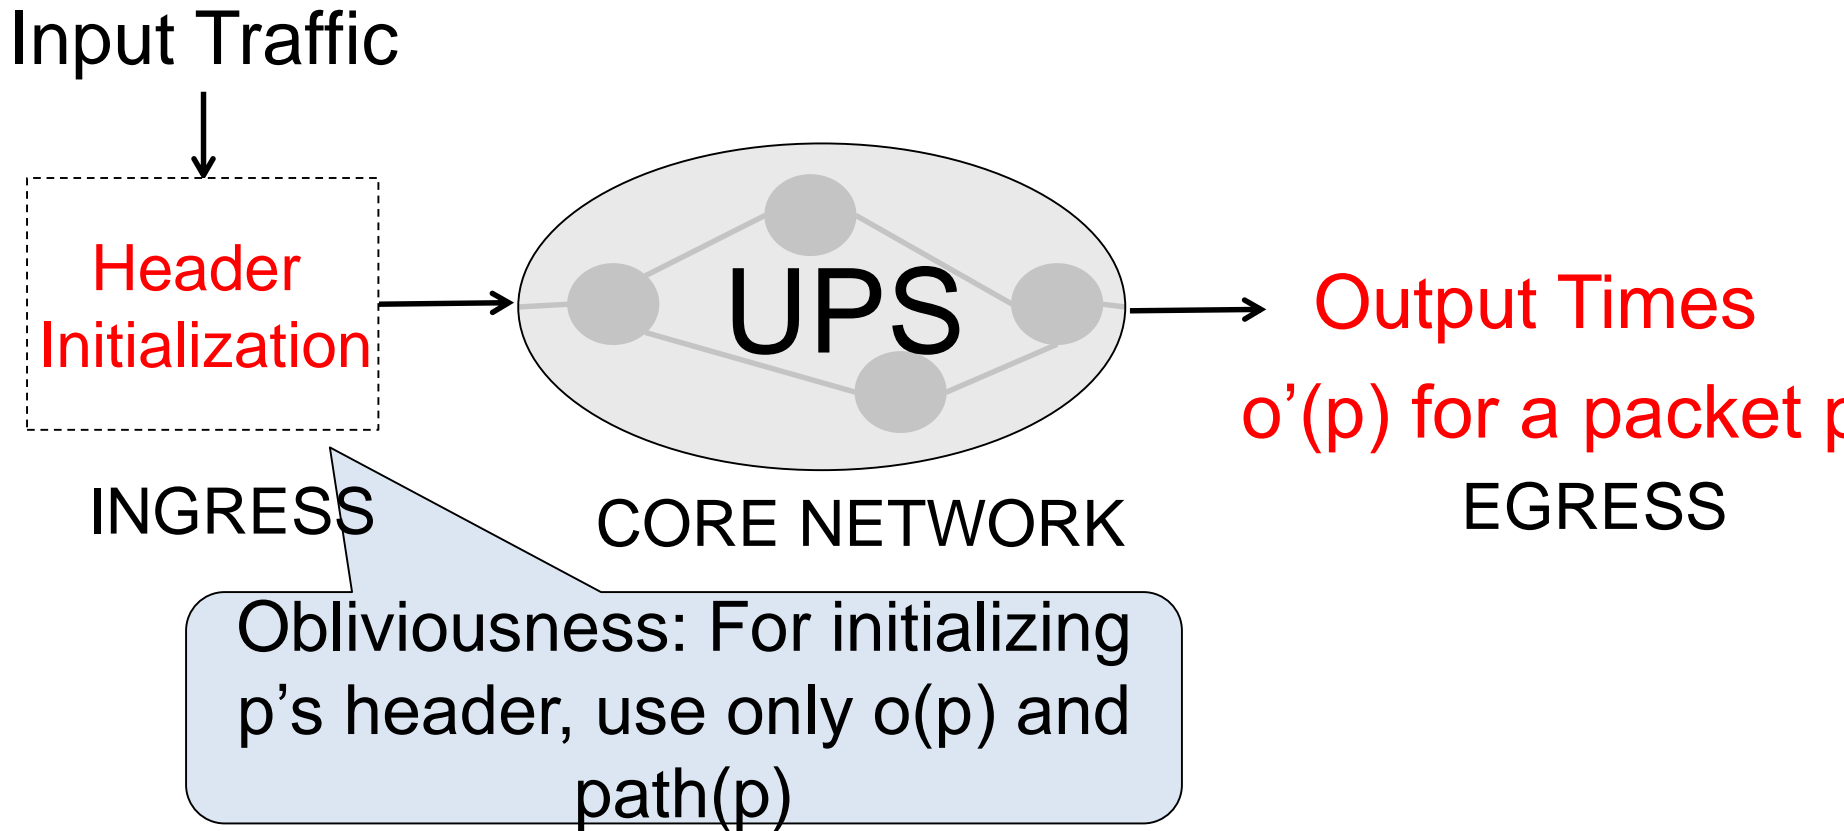 Input Traffic
Header
Initialization
UPS
Output Times
o’(p) for a packet p
INGRESS
CORE NETWORK
EGRESS
Obliviousness: For initializing
p’s header, use only o(p) and
path(p)